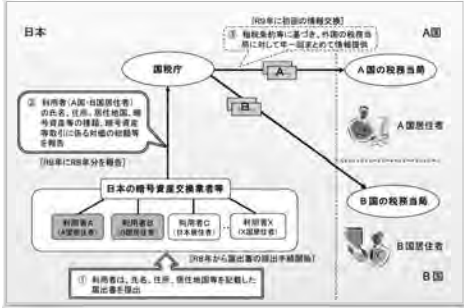 日本
[R9年に初回の情報交換]
③ 租税条約等に基づき、外国の税務当
局に対して年一回まとめて情報提供
A国
国税庁
A
A国の税務当局
B
② 利用者(A国・B国居住者)
の氏名、住所、居住地国、暗
号資産等の種類、暗号資産
等取引に係る対価の総額等
を報告
A国居住者
[R9年にR8年分を報告]
日本の暗号資産交換業者等
B国の税務当局
利用者A
(A国居住者)
利用者B
(B国居住者)
利用者C
(日本居住者)
利用者X
(X国居住者)
B国居住者
[R8年から届出書の提出手続開始]
① 利用者は、氏名、住所、居住地国等を記載した
届出書を提出
B国